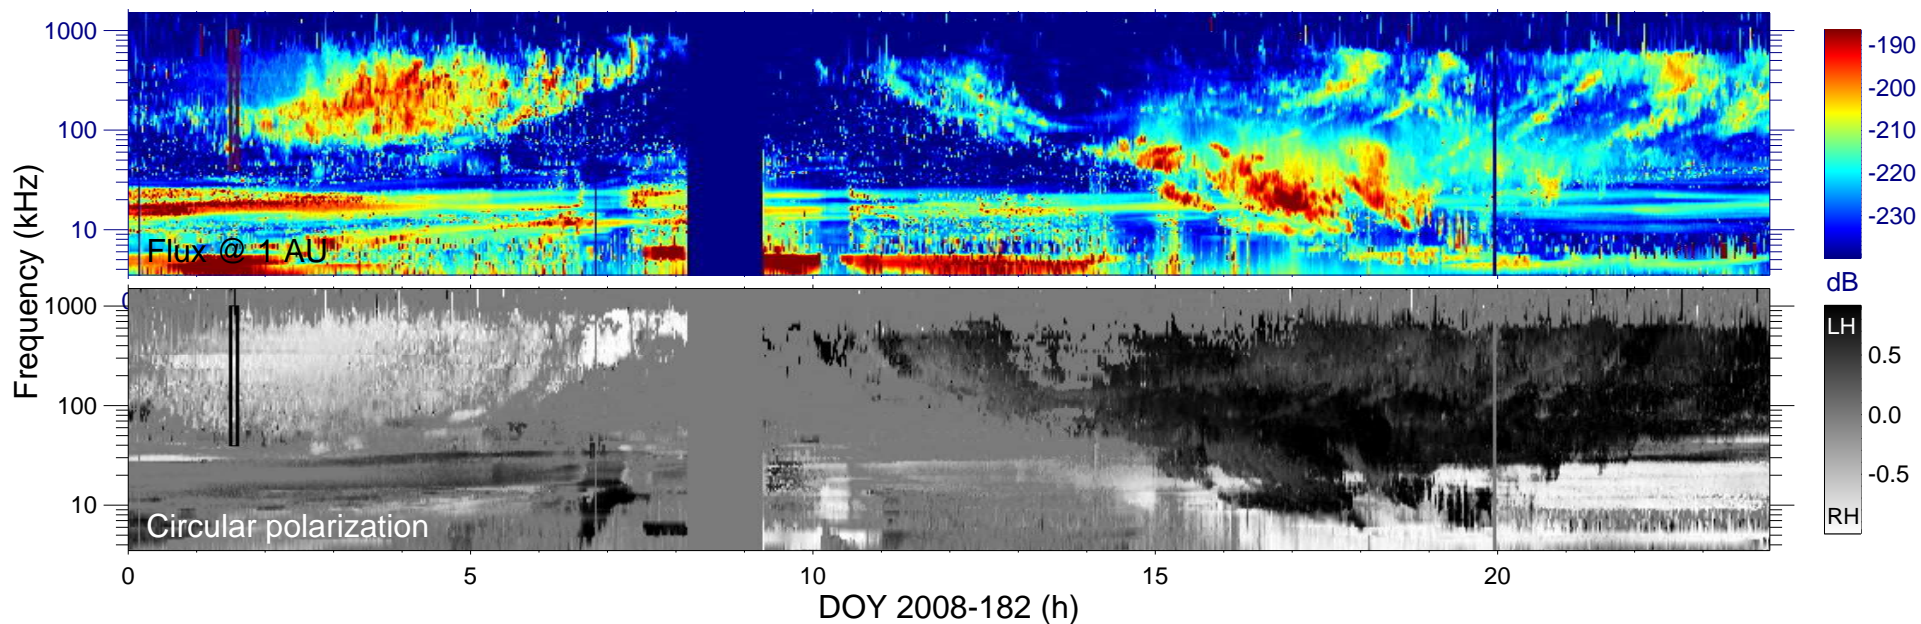 1000
100
10
Flux @ 1 AU
-190
-200
-210
-220
-230
dB
Frequency (kHz)
0
1000
100
10
Circular polarization
LH
0.5
0.0
-0.5
RH
0 5 10 15 20
DOY 2008-182 (h)